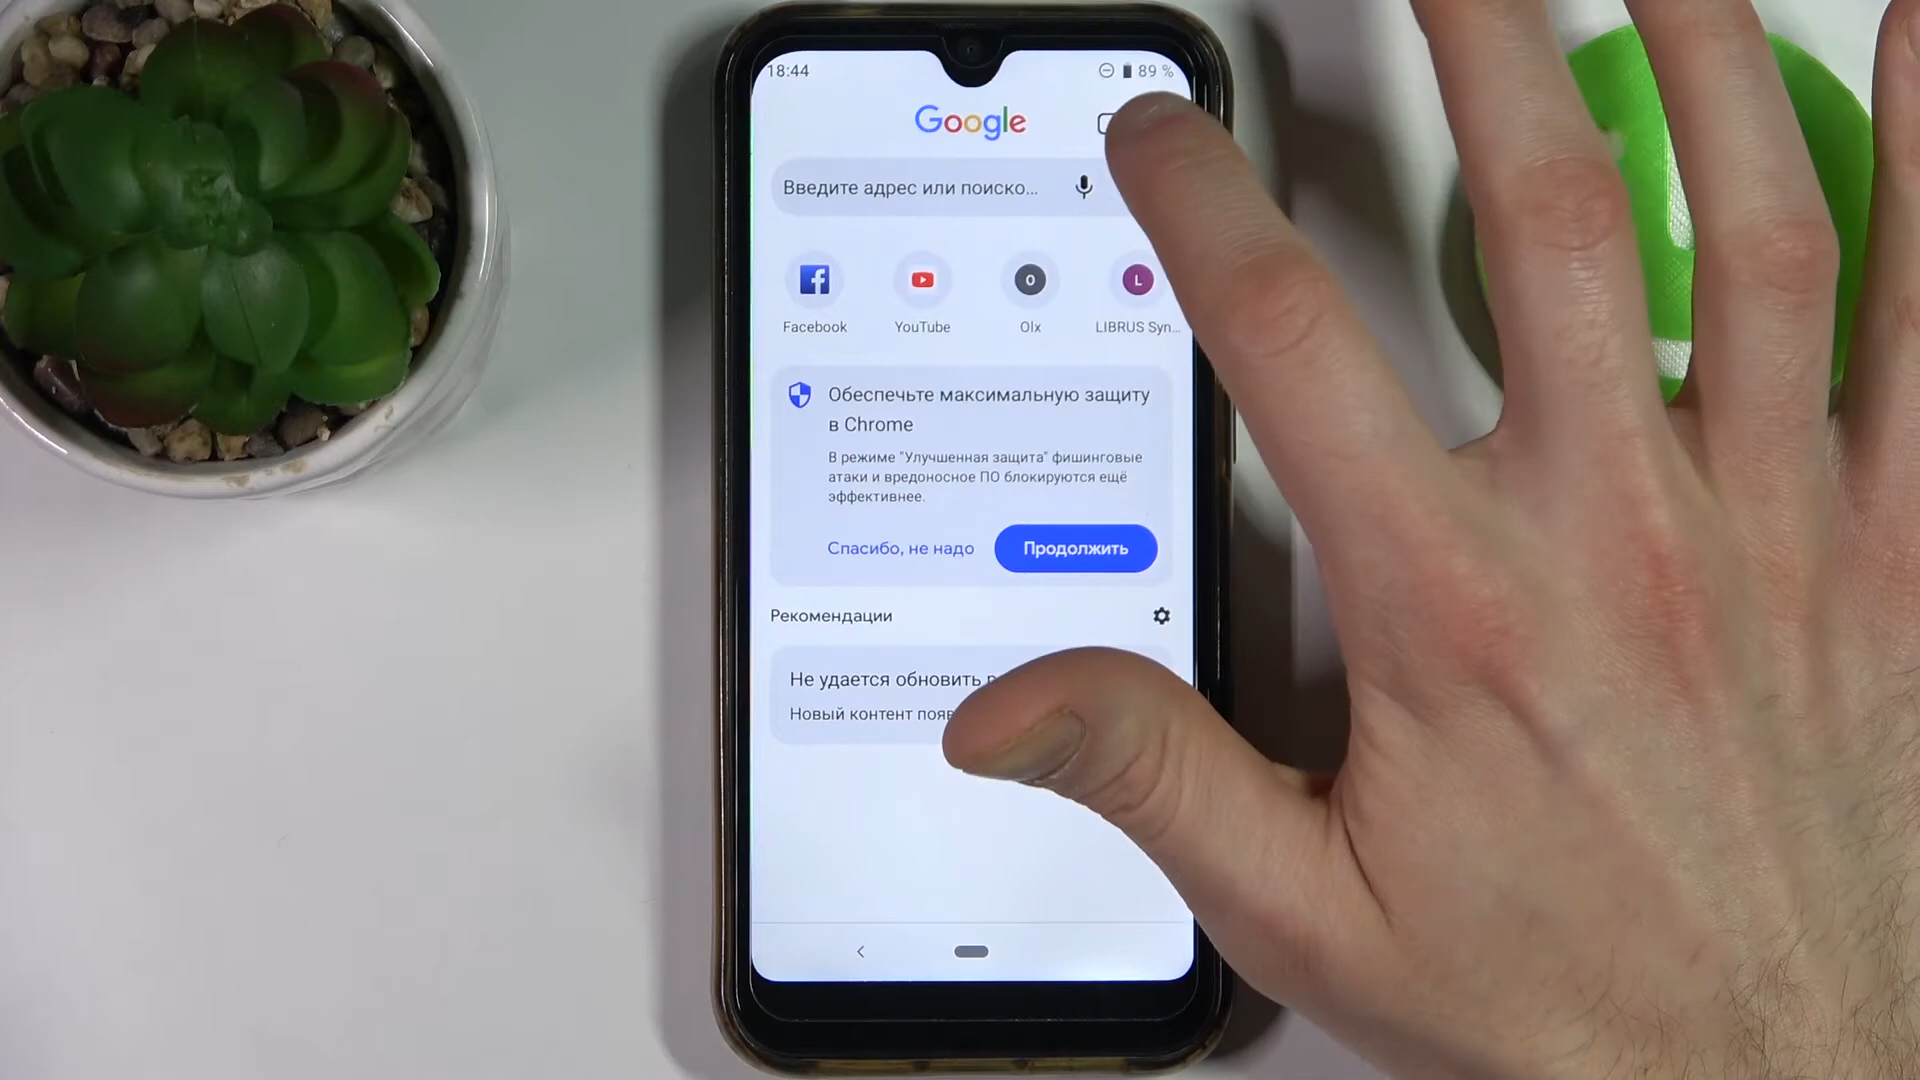 18:44
89 %
Google
Введите адрес или поиско...
f
O
L
Facebook
YouTube
Olx
LIBRUS Syn...
Обеспечьте максимальную защиту
в Chrome
В режиме "Улучшенная защита" фишинговые
атаки и вредоносное ПО блокируются ещё
эффективнее.
Спасибо, не надо
Продолжить
Рекомендации
Не удается обновить
Новый контент